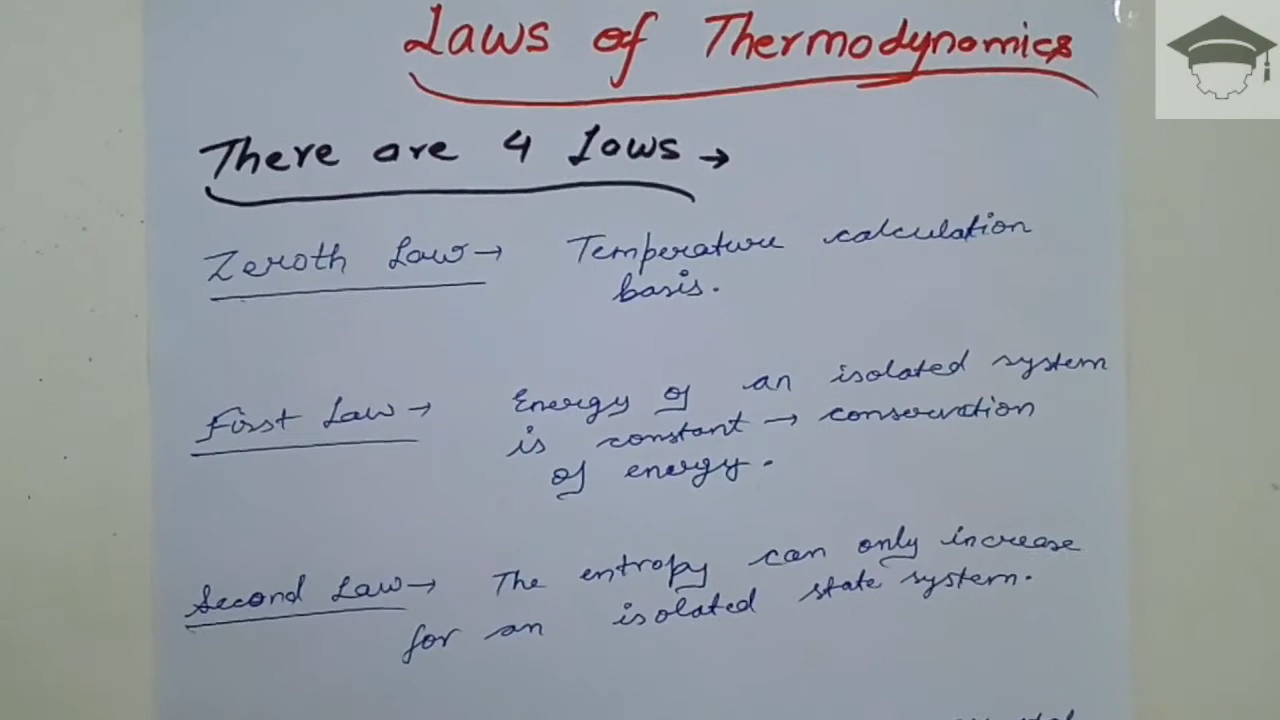 Laws of Thermodynamics
There are 4 Laws →
Zeroth Law → Temperature calculation
basis.
First Law → Energy of an isolated system
is constant → conservation
of energy.
Second Law → The entropy can only increase
for an isolated state system.